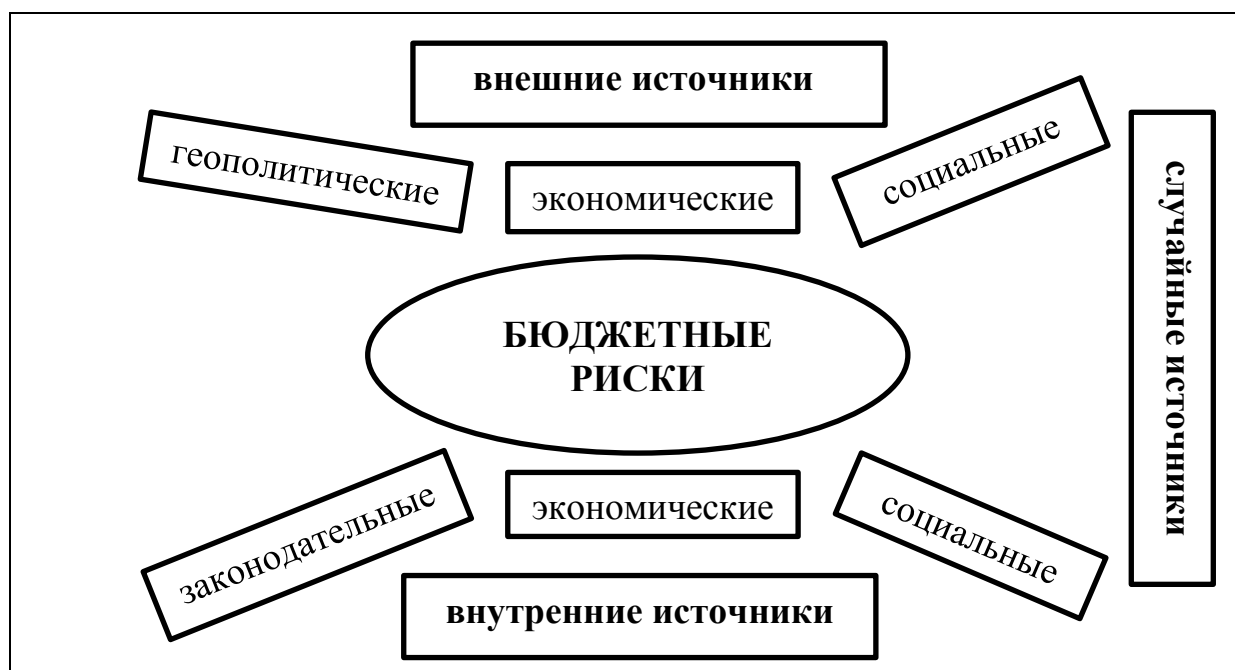 внешние источники
геополитические
экономические
социальные
случайные источники
БЮДЖЕТНЫЕ
РИСКИ
законодательные
экономические
социальные
внутренние источники